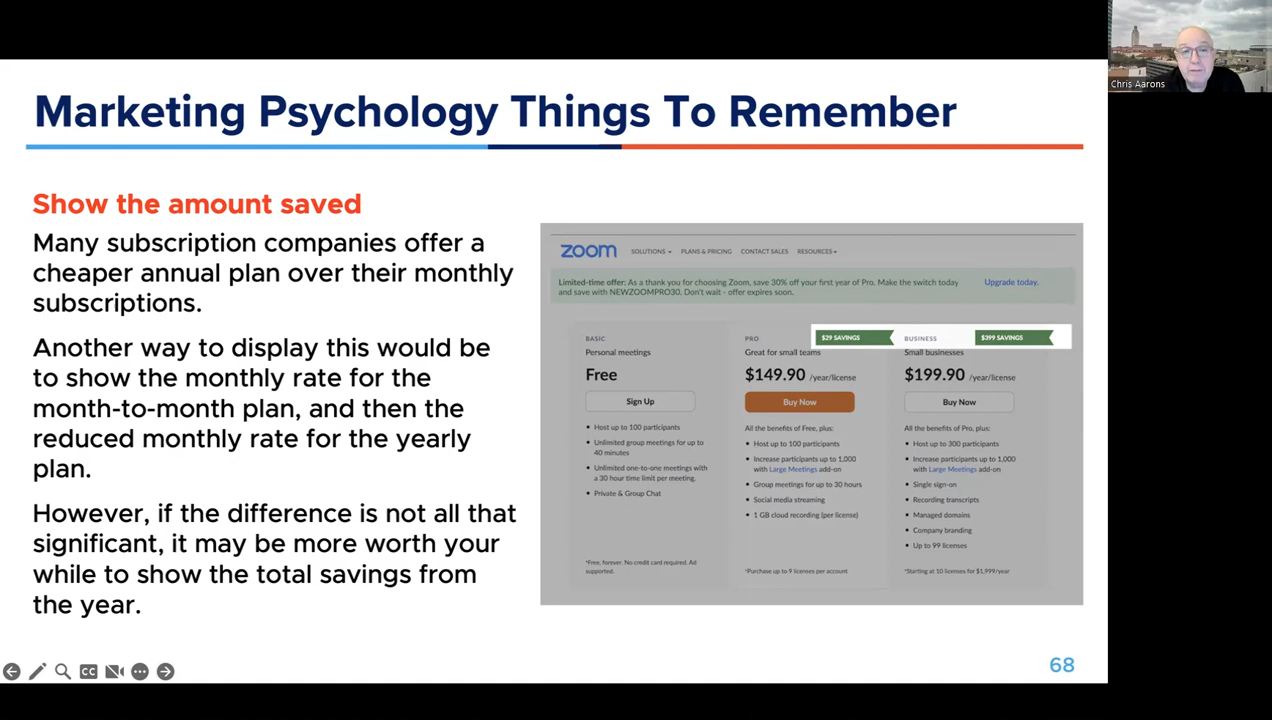 Chris Aarons
Marketing Psychology Things To Remember
Show the amount saved
Many subscription companies offer a
cheaper annual plan over their monthly
subscriptions.
Another way to display this would be
to show the monthly rate for the
month-to-month plan, and then the
reduced monthly rate for the yearly
plan.
However, if the difference is not all that
significant, it may be more worth your
while to show the total savings from
the year.
zoom SOLUTIONS PLANS & PRICING CONTACT SALES RESOURCES
Limited-time offer: As a thank you for choosing Zoom, save 30% off your first year of Pro. Make the switch today
and save with NEWZOOMPRO30. Don't wait - offer expires soon.
Upgrade today.
BASIC
Personal meetings
Free
Sign Up
• Host up to 100 participants
• Unlimited group meetings for up to
40 minutes
• Unlimited one-to-one meetings with
a 30 hour time limit per meeting.
• Private & Group Chat
*Free, forever. No credit card required. Ad
supported.
$29 SAVINGS
PRO
Great for small teams
$149.90 /year/license
Buy Now
All the benefits of Free, plus:
• Host up to 100 participants
• Increase participants up to 1,000
with Large Meetings add-on
• Group meetings for up to 30 hours
• Social media streaming
• 1 GB cloud recording (per license)
*Purchase up to 9 licenses per account
$399 SAVINGS
BUSINESS
Small businesses
$199.90 /year/license
Buy Now
All the benefits of Pro, plus:
• Host up to 300 participants
• Increase participants up to 1,000
with Large Meetings add-on
• Single sign-on
• Recording transcripts
• Managed domains
• Company branding
• Up to 99 licenses
*Starting at 10 licenses for $1,999/year
CC
68